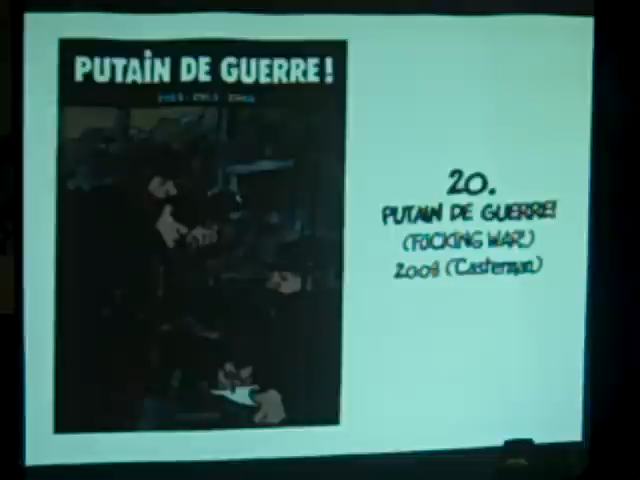 PUTAiN DE GUERRE!
20.
PUTAIN DE GUERRE!
(FUCKING WAR)
2008 (Casterman)